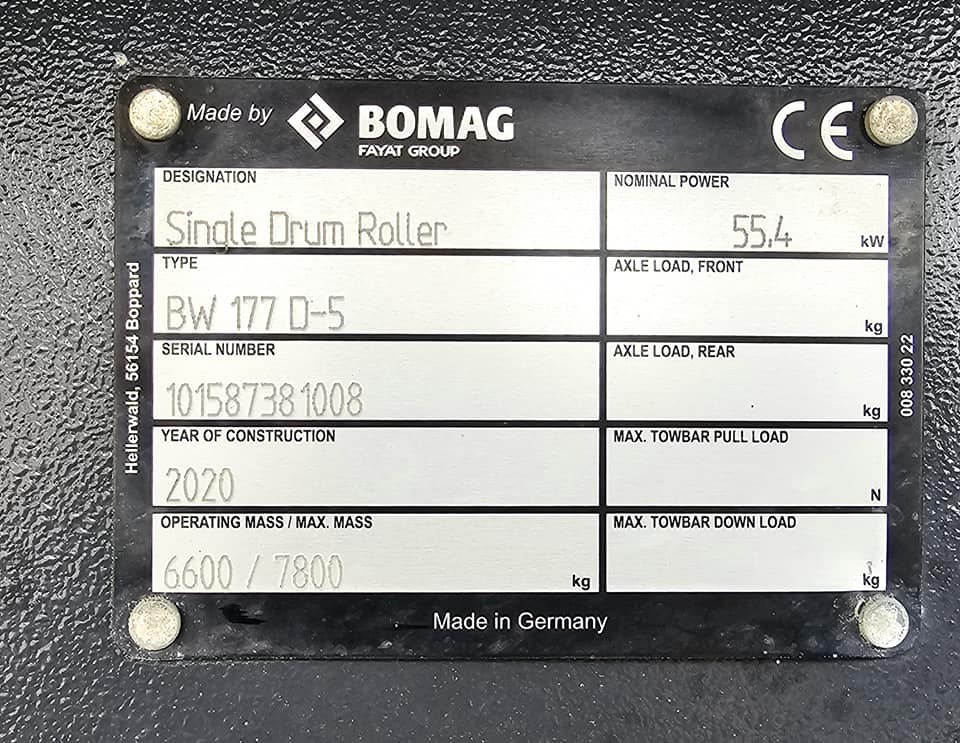 Made by BOMAG
FAYAT GROUP
CE
DESIGNATION
Single Drum Roller
NOMINAL POWER
55.4 kW
TYPE
BW 177 D-5
AXLE LOAD, FRONT
kg
SERIAL NUMBER
101587381008
AXLE LOAD, REAR
kg
YEAR OF CONSTRUCTION
2020
MAX. TOWBAR PULL LOAD
N
OPERATING MASS / MAX. MASS
6600 / 7800 kg
MAX. TOWBAR DOWN LOAD
kg
Hellerwald, 56154 Boppard
008 330 22
Made in Germany